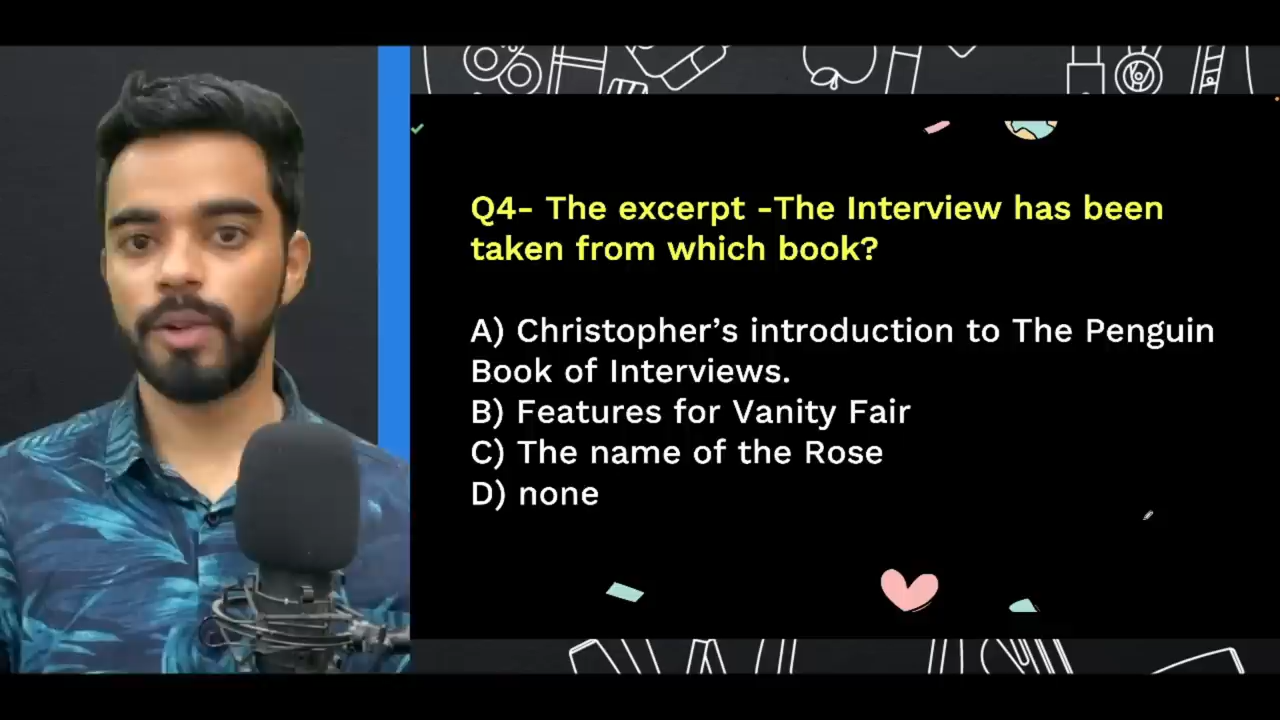 Q4- The excerpt -The Interview has been
taken from which book?
A) Christopher's introduction to The Penguin
Book of Interviews.
B) Features for Vanity Fair
C) The name of the Rose
D) none